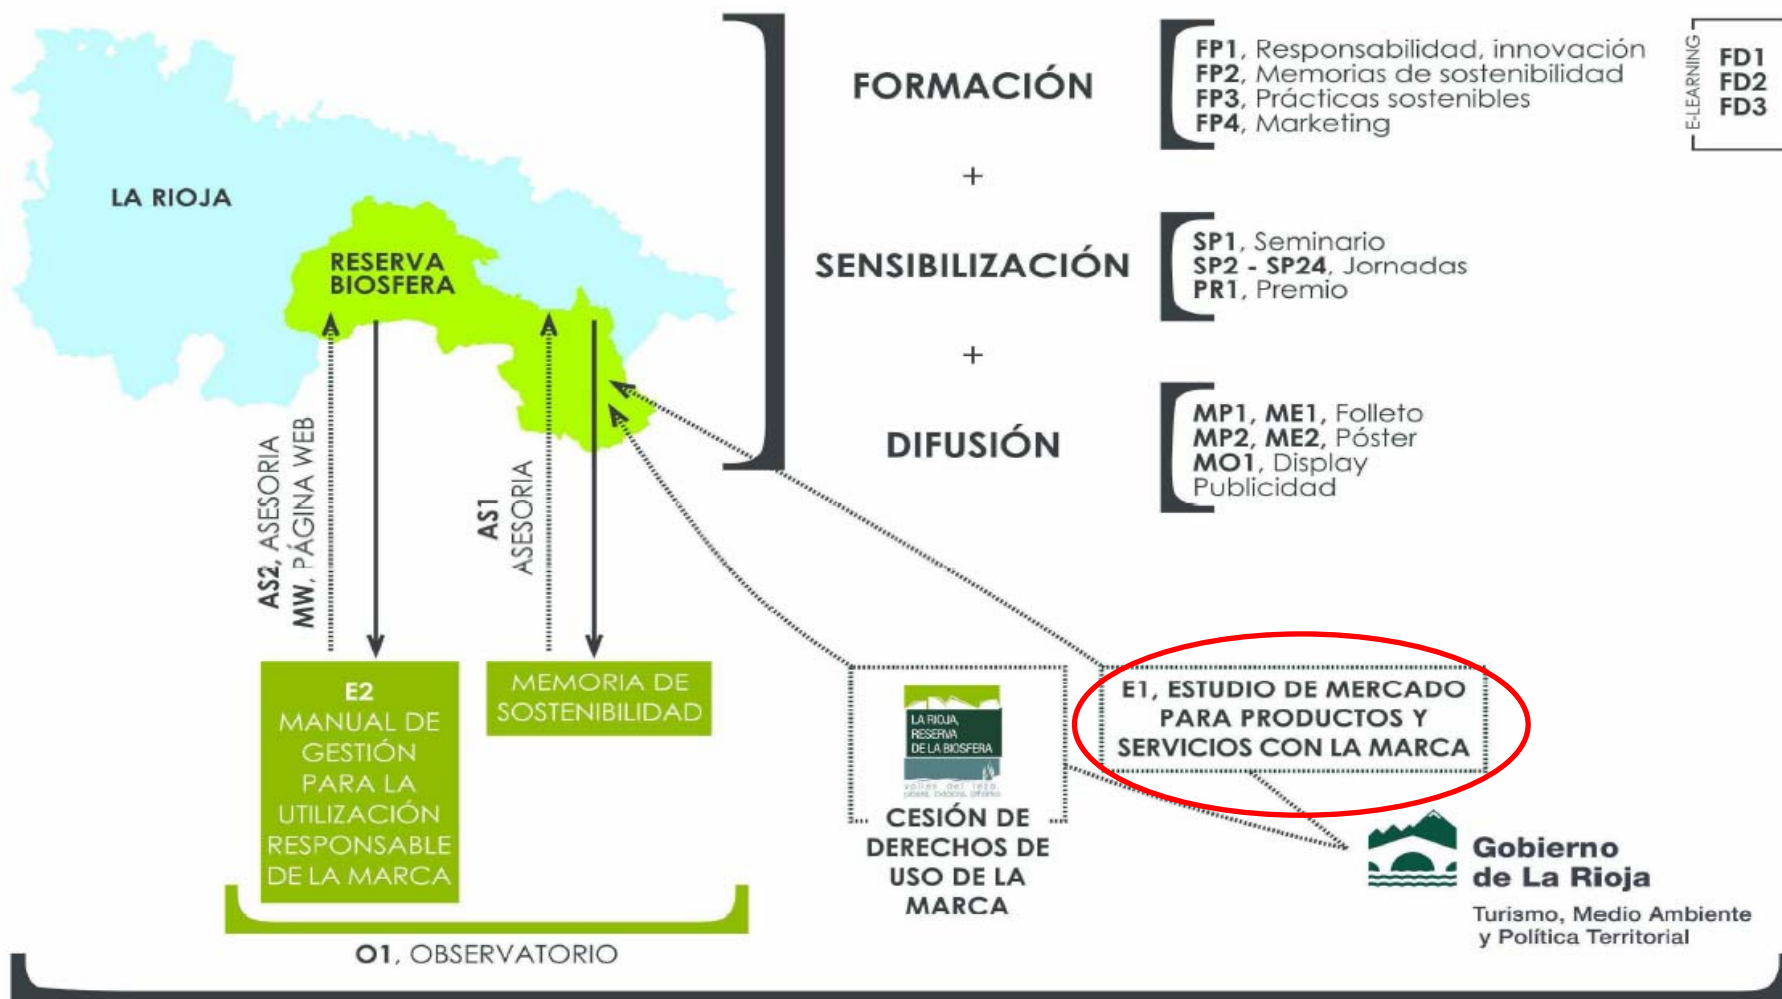 LA RIOJA
RESERVA
BIOSFERA
FORMACIÓN
FP1, Responsabilidad, innovación
FP2, Memorias de sostenibilidad
FP3, Prácticas sostenibles
FP4, Marketing
E-LEARNING
FD1
FD2
FD3
+
SENSIBILIZACIÓN
SP1, Seminario
SP2 - SP24, Jornadas
PR1, Premio
+
DIFUSIÓN
MP1, ME1, Folleto
MP2, ME2, Póster
MO1, Display
Publicidad
AS2, ASESORIA
MW, PÁGINA WEB
AS1
ASESORIA
E2
MANUAL DE
GESTIÓN
PARA LA
UTILIZACIÓN
RESPONSABLE
DE LA MARCA
MEMORIA DE
SOSTENIBILIDAD
O1, OBSERVATORIO
LA RIOJA,
RESERVA
DE LA BIOSFERA
CESIÓN DE
DERECHOS DE
USO DE LA
MARCA
E1, ESTUDIO DE MERCADO
PARA PRODUCTOS Y
SERVICIOS CON LA MARCA
Gobierno
de La Rioja
Turismo, Medio Ambiente
y Política Territorial